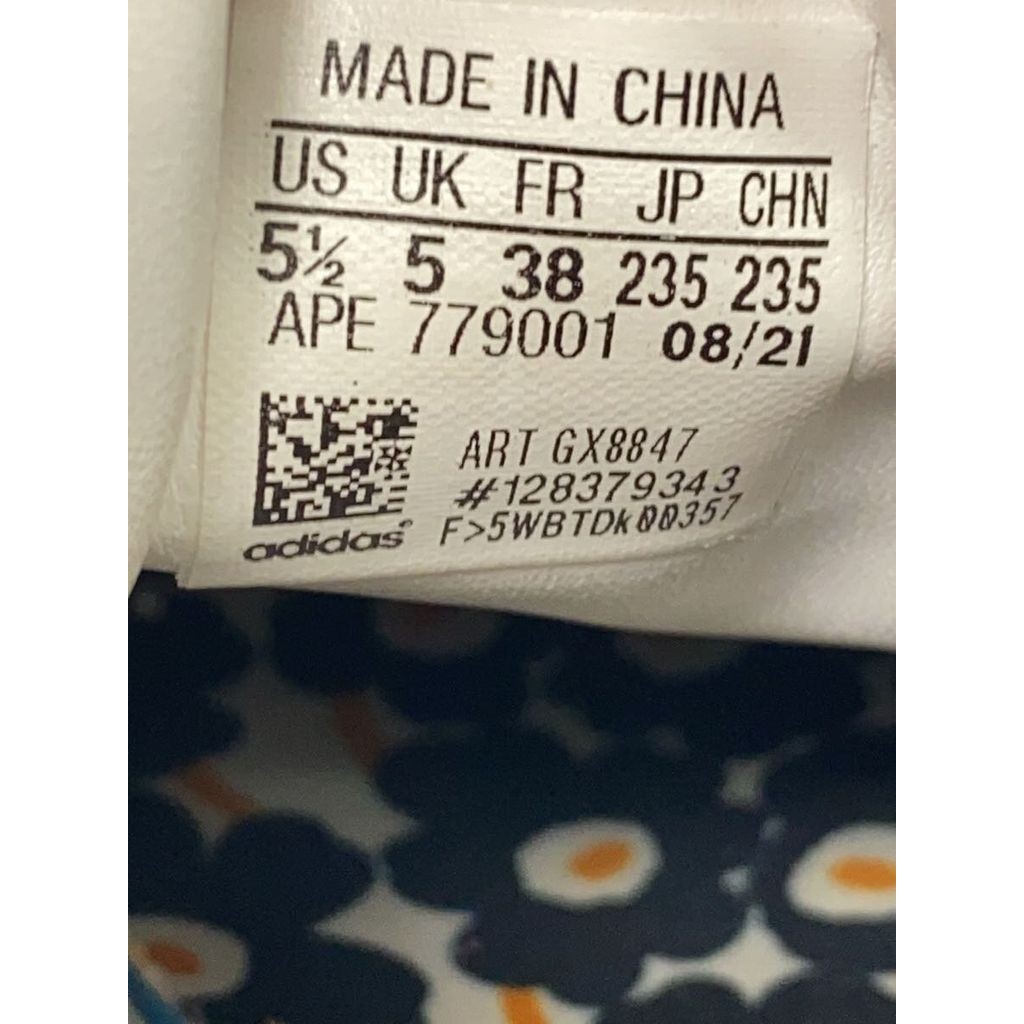 MADE IN CHINA
US UK FR JP CHN
5½ 5 38 235 235
APE 779001 08/21
ART GX8847
#128379343
F>5WBTDk00357
adidas